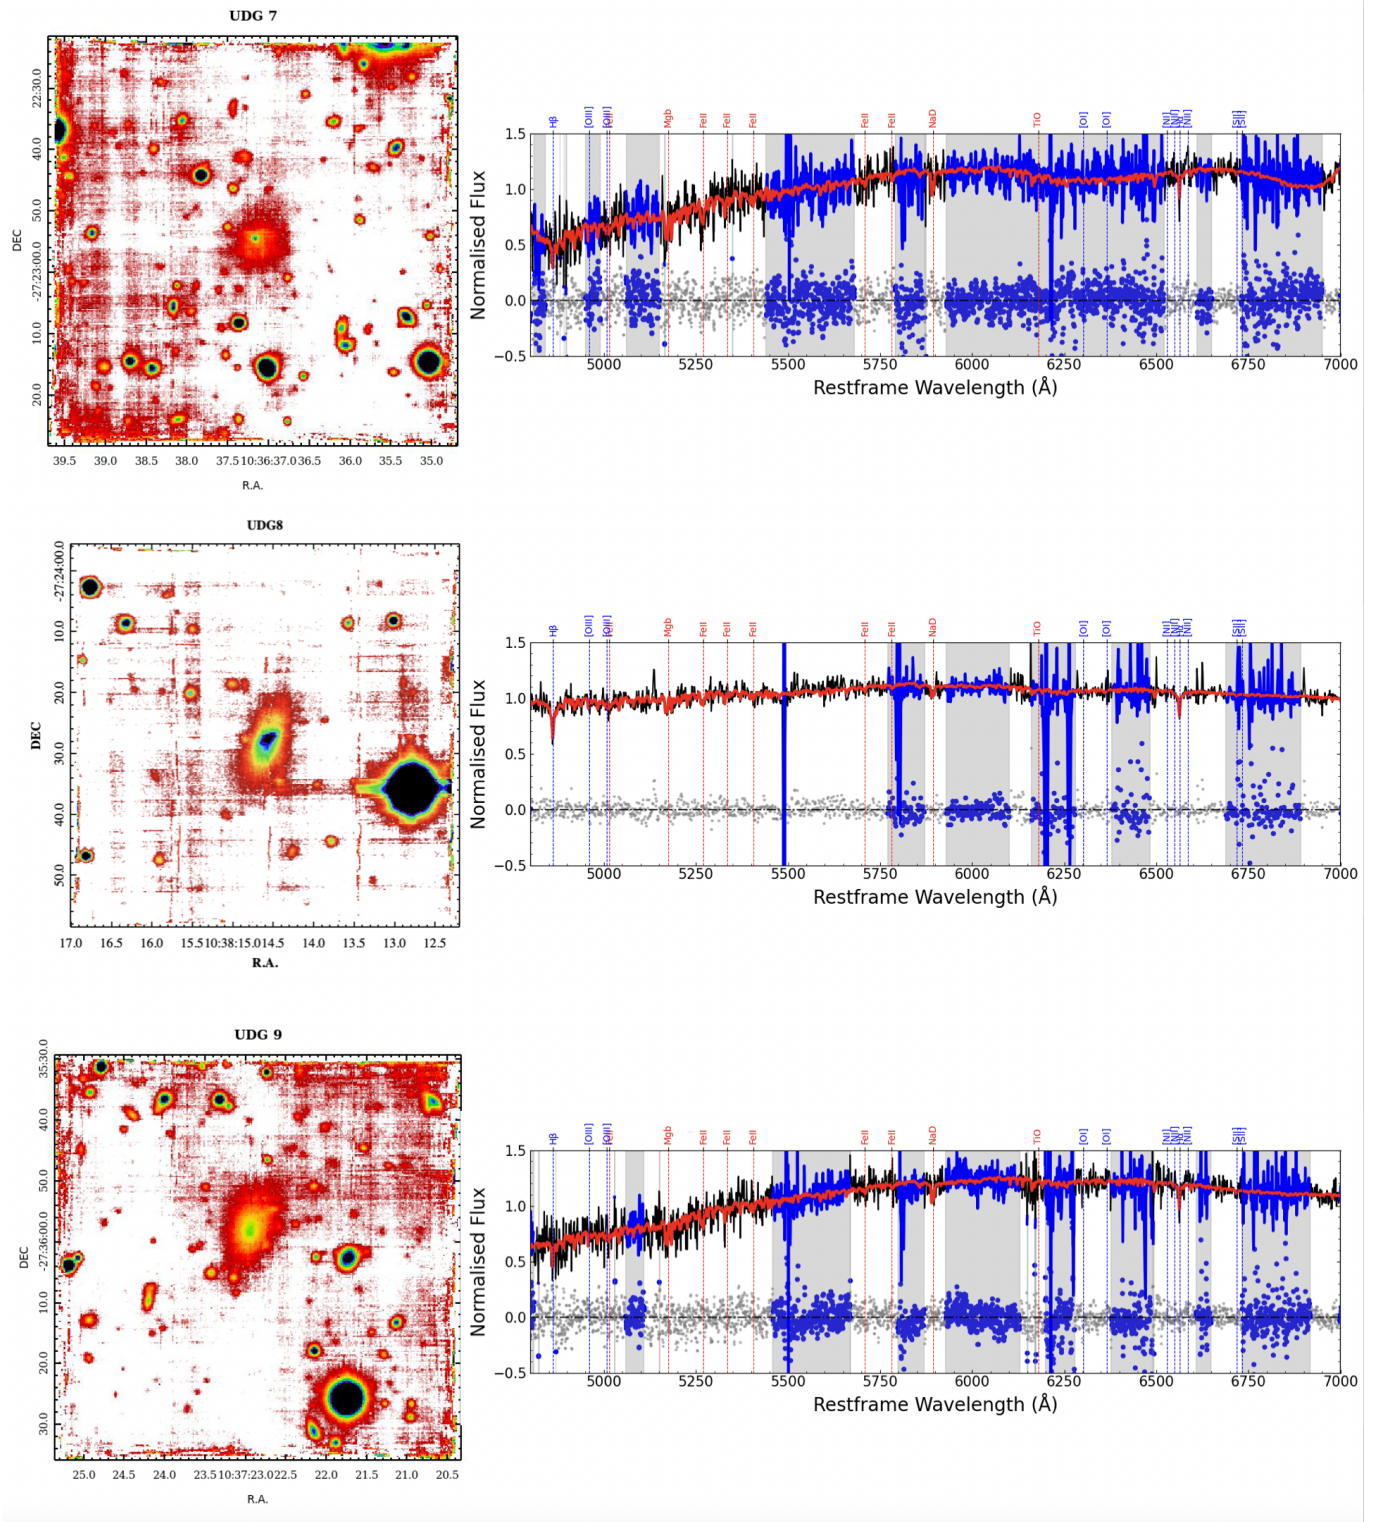 UDG 7
22:30.0
40.0
50.0
-27:23:00.0
10.0
20.0
DEC
39.5 39.0 38.5 38.0 37.5 10:36:37.0 36.5 36.0 35.5 35.0
R.A.
Hβ [OIII] [OIII] Mgb FeII FeII FeII FeII FeII NaD TiO [OI] [OI] [NI] [NII] [NII] [SII]
1.5
1.0
0.5
0.0
−0.5
Normalised Flux
5000 5250 5500 5750 6000 6250 6500 6750 7000
Restframe Wavelength (Å)
UDG8
-27:24:00.0
10.0
20.0
30.0
40.0
50.0
DEC
17.0 16.5 16.0 15.5 10:38:15.0 14.5 14.0 13.5 13.0 12.5
R.A.
Hβ [OIII] [OIII] Mgb FeII FeII FeII FeII FeII NaD TiO [OI] [OI] [NI] [NII] [NII] [SII]
1.5
1.0
0.5
0.0
−0.5
Normalised Flux
5000 5250 5500 5750 6000 6250 6500 6750 7000
Restframe Wavelength (Å)
UDG 9
35:30.0
40.0
50.0
-27:36:00.0
10.0
20.0
30.0
DEC
25.0 24.5 24.0 23.5 10:37:23.0 22.5 22.0 21.5 21.0 20.5
R.A.
Hβ [OIII] [OIII] Mgb FeII FeII FeII FeII FeII NaD TiO [OI] [OI] [NI] [NII] [NII] [SII]
1.5
1.0
0.5
0.0
−0.5
Normalised Flux
5000 5250 5500 5750 6000 6250 6500 6750 7000
Restframe Wavelength (Å)